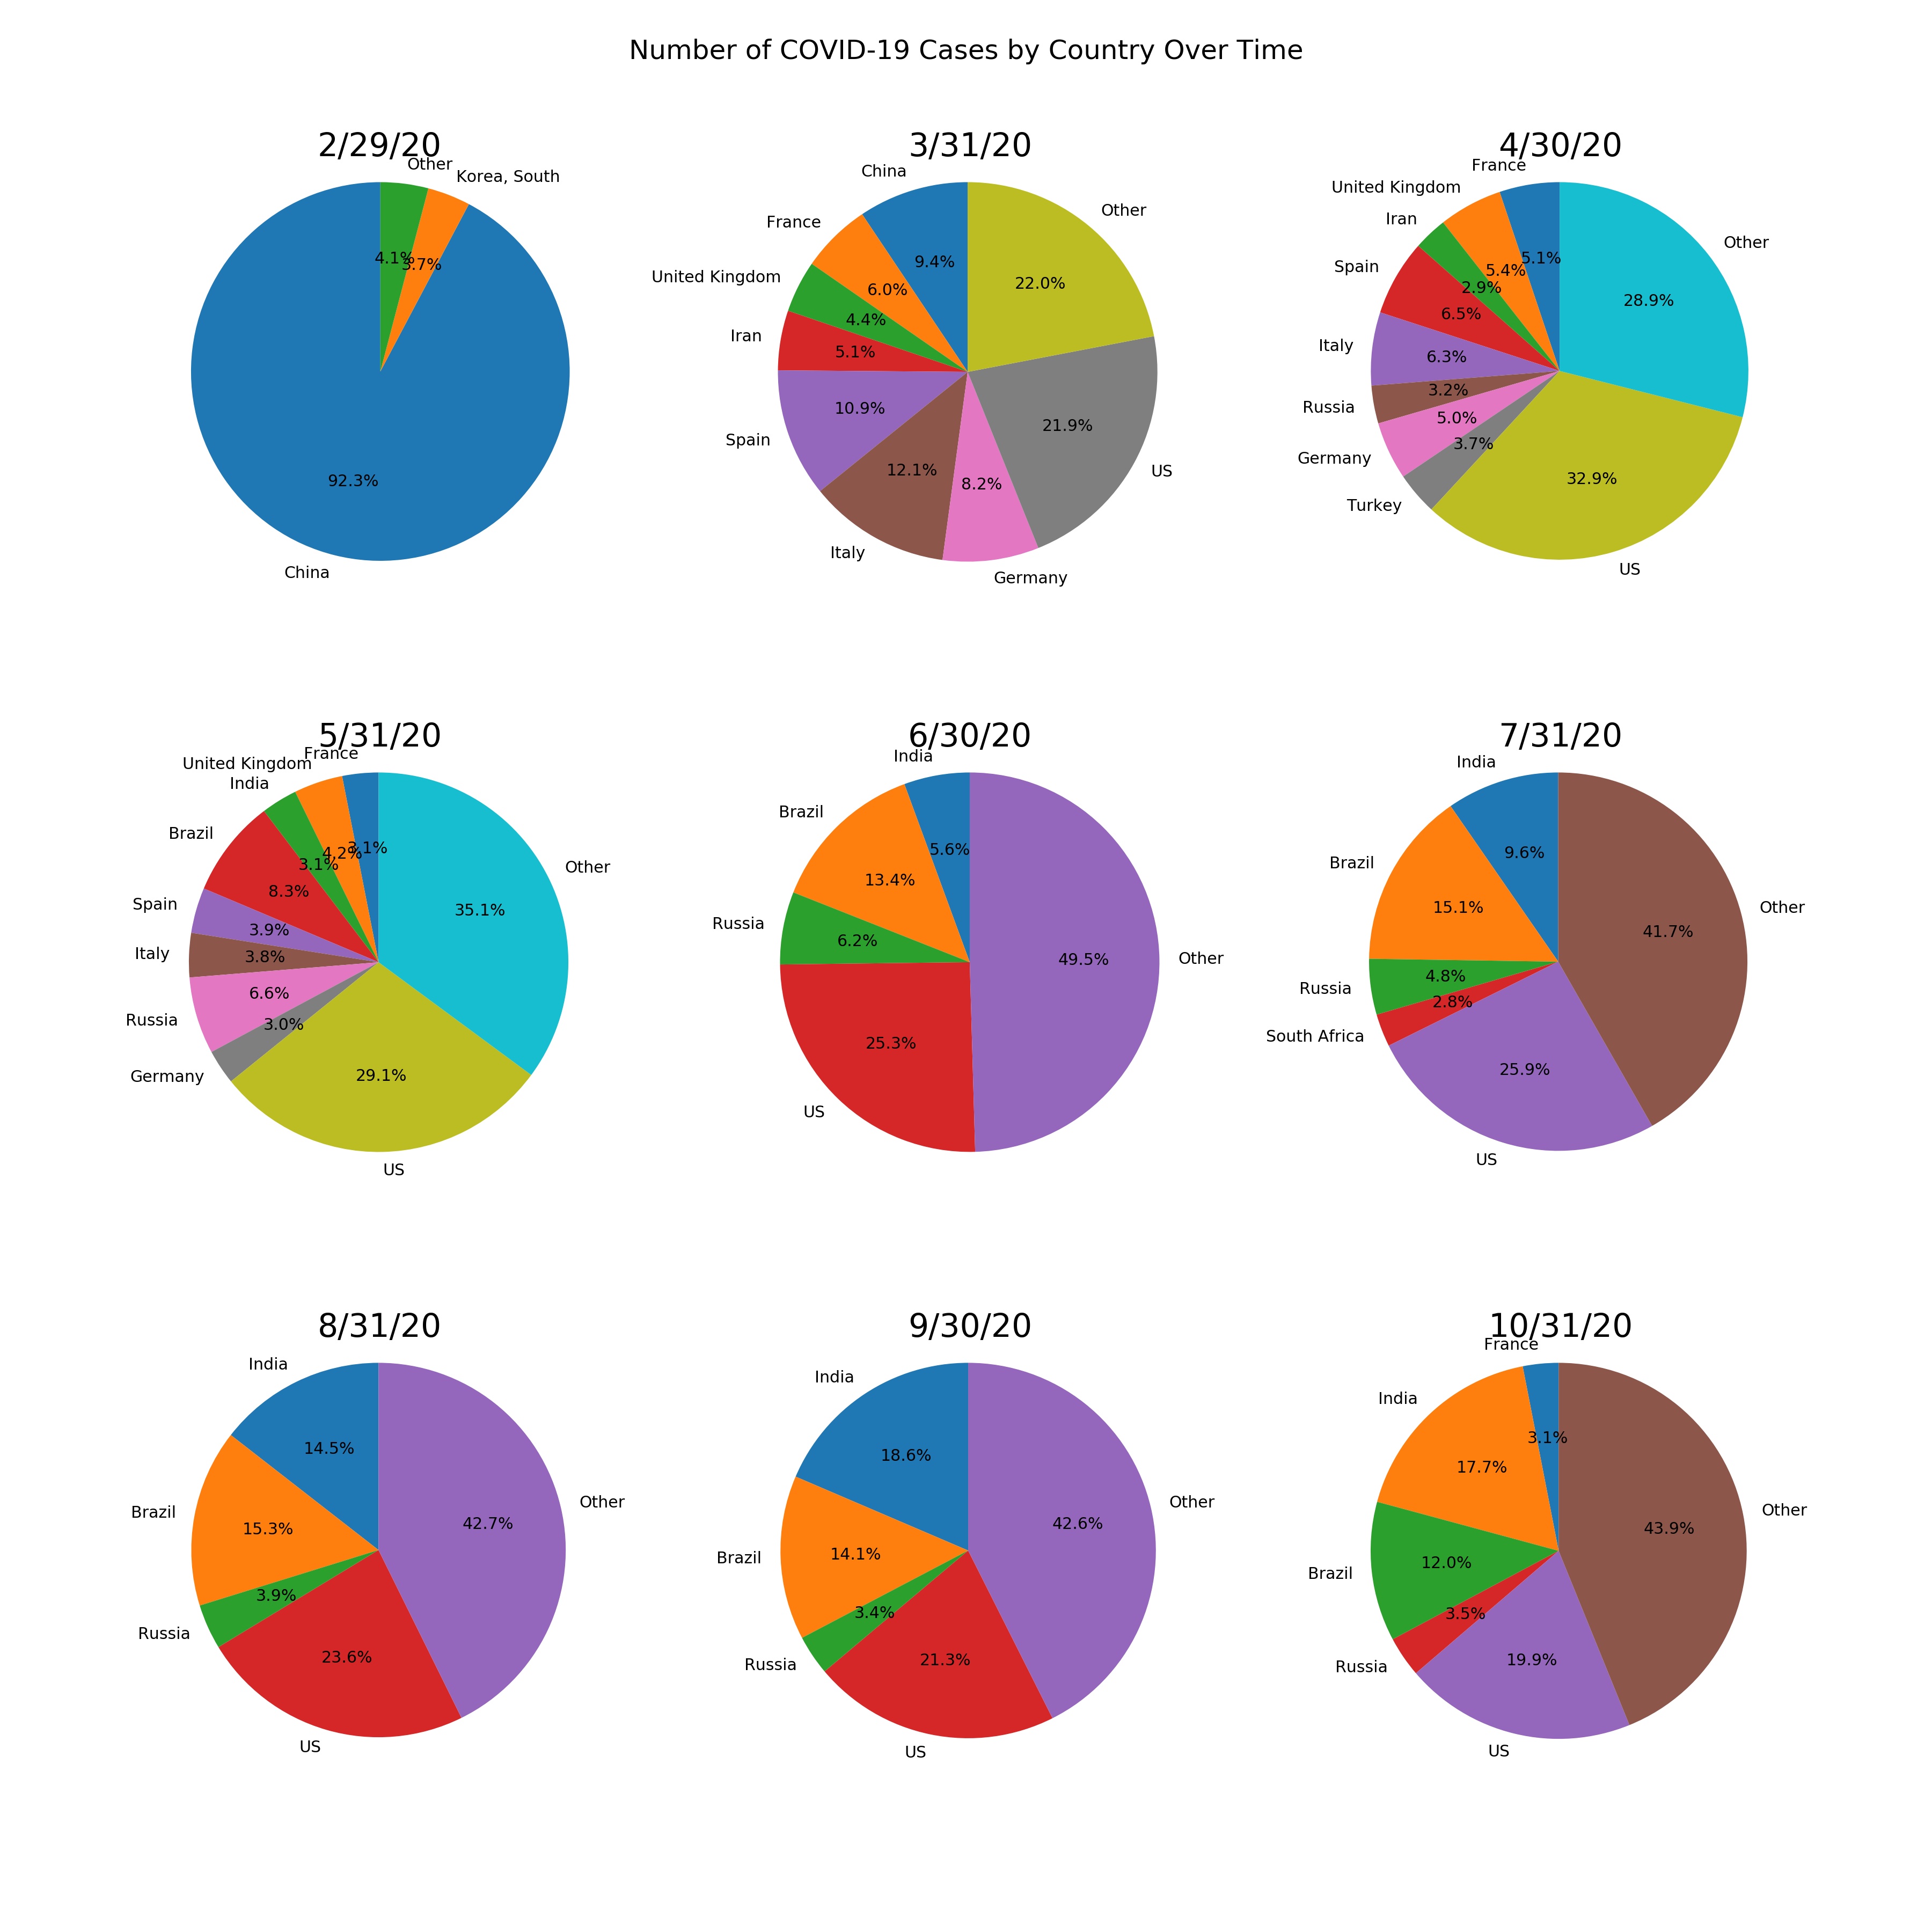 Number of COVID-19 Cases by Country Over Time
2/29/20
Other
Korea, South
4.1%
3.7%
92.3%
China
3/31/20
China
Other
France
9.4%
22.0%
United Kingdom
6.0%
4.4%
Iran
5.1%
10.9%
21.9%
Spain
12.1%
8.2%
US
Italy
Germany
4/30/20
France
United Kingdom
Iran
Other
Spain
5.1%
5.4%
2.9%
28.9%
6.5%
Italy
6.3%
3.2%
Russia
5.0%
3.7%
Germany
32.9%
Turkey
US
5/31/20
France
United Kingdom
India
Brazil
3.1%
4.2%
3.1%
Other
8.3%
Spain
35.1%
3.9%
Italy
3.8%
6.6%
Russia
3.0%
Germany
29.1%
US
6/30/20
India
Brazil
5.6%
13.4%
Russia
6.2%
49.5%
Other
25.3%
US
7/31/20
India
9.6%
Brazil
15.1%
Other
41.7%
4.8%
Russia
2.8%
South Africa
25.9%
US
8/31/20
India
14.5%
Brazil
15.3%
42.7%
Other
3.9%
Russia
23.6%
US
9/30/20
India
18.6%
Other
42.6%
Brazil
14.1%
3.4%
Russia
21.3%
US
10/31/20
France
India
3.1%
17.7%
Other
43.9%
12.0%
Brazil
3.5%
Russia
19.9%
US